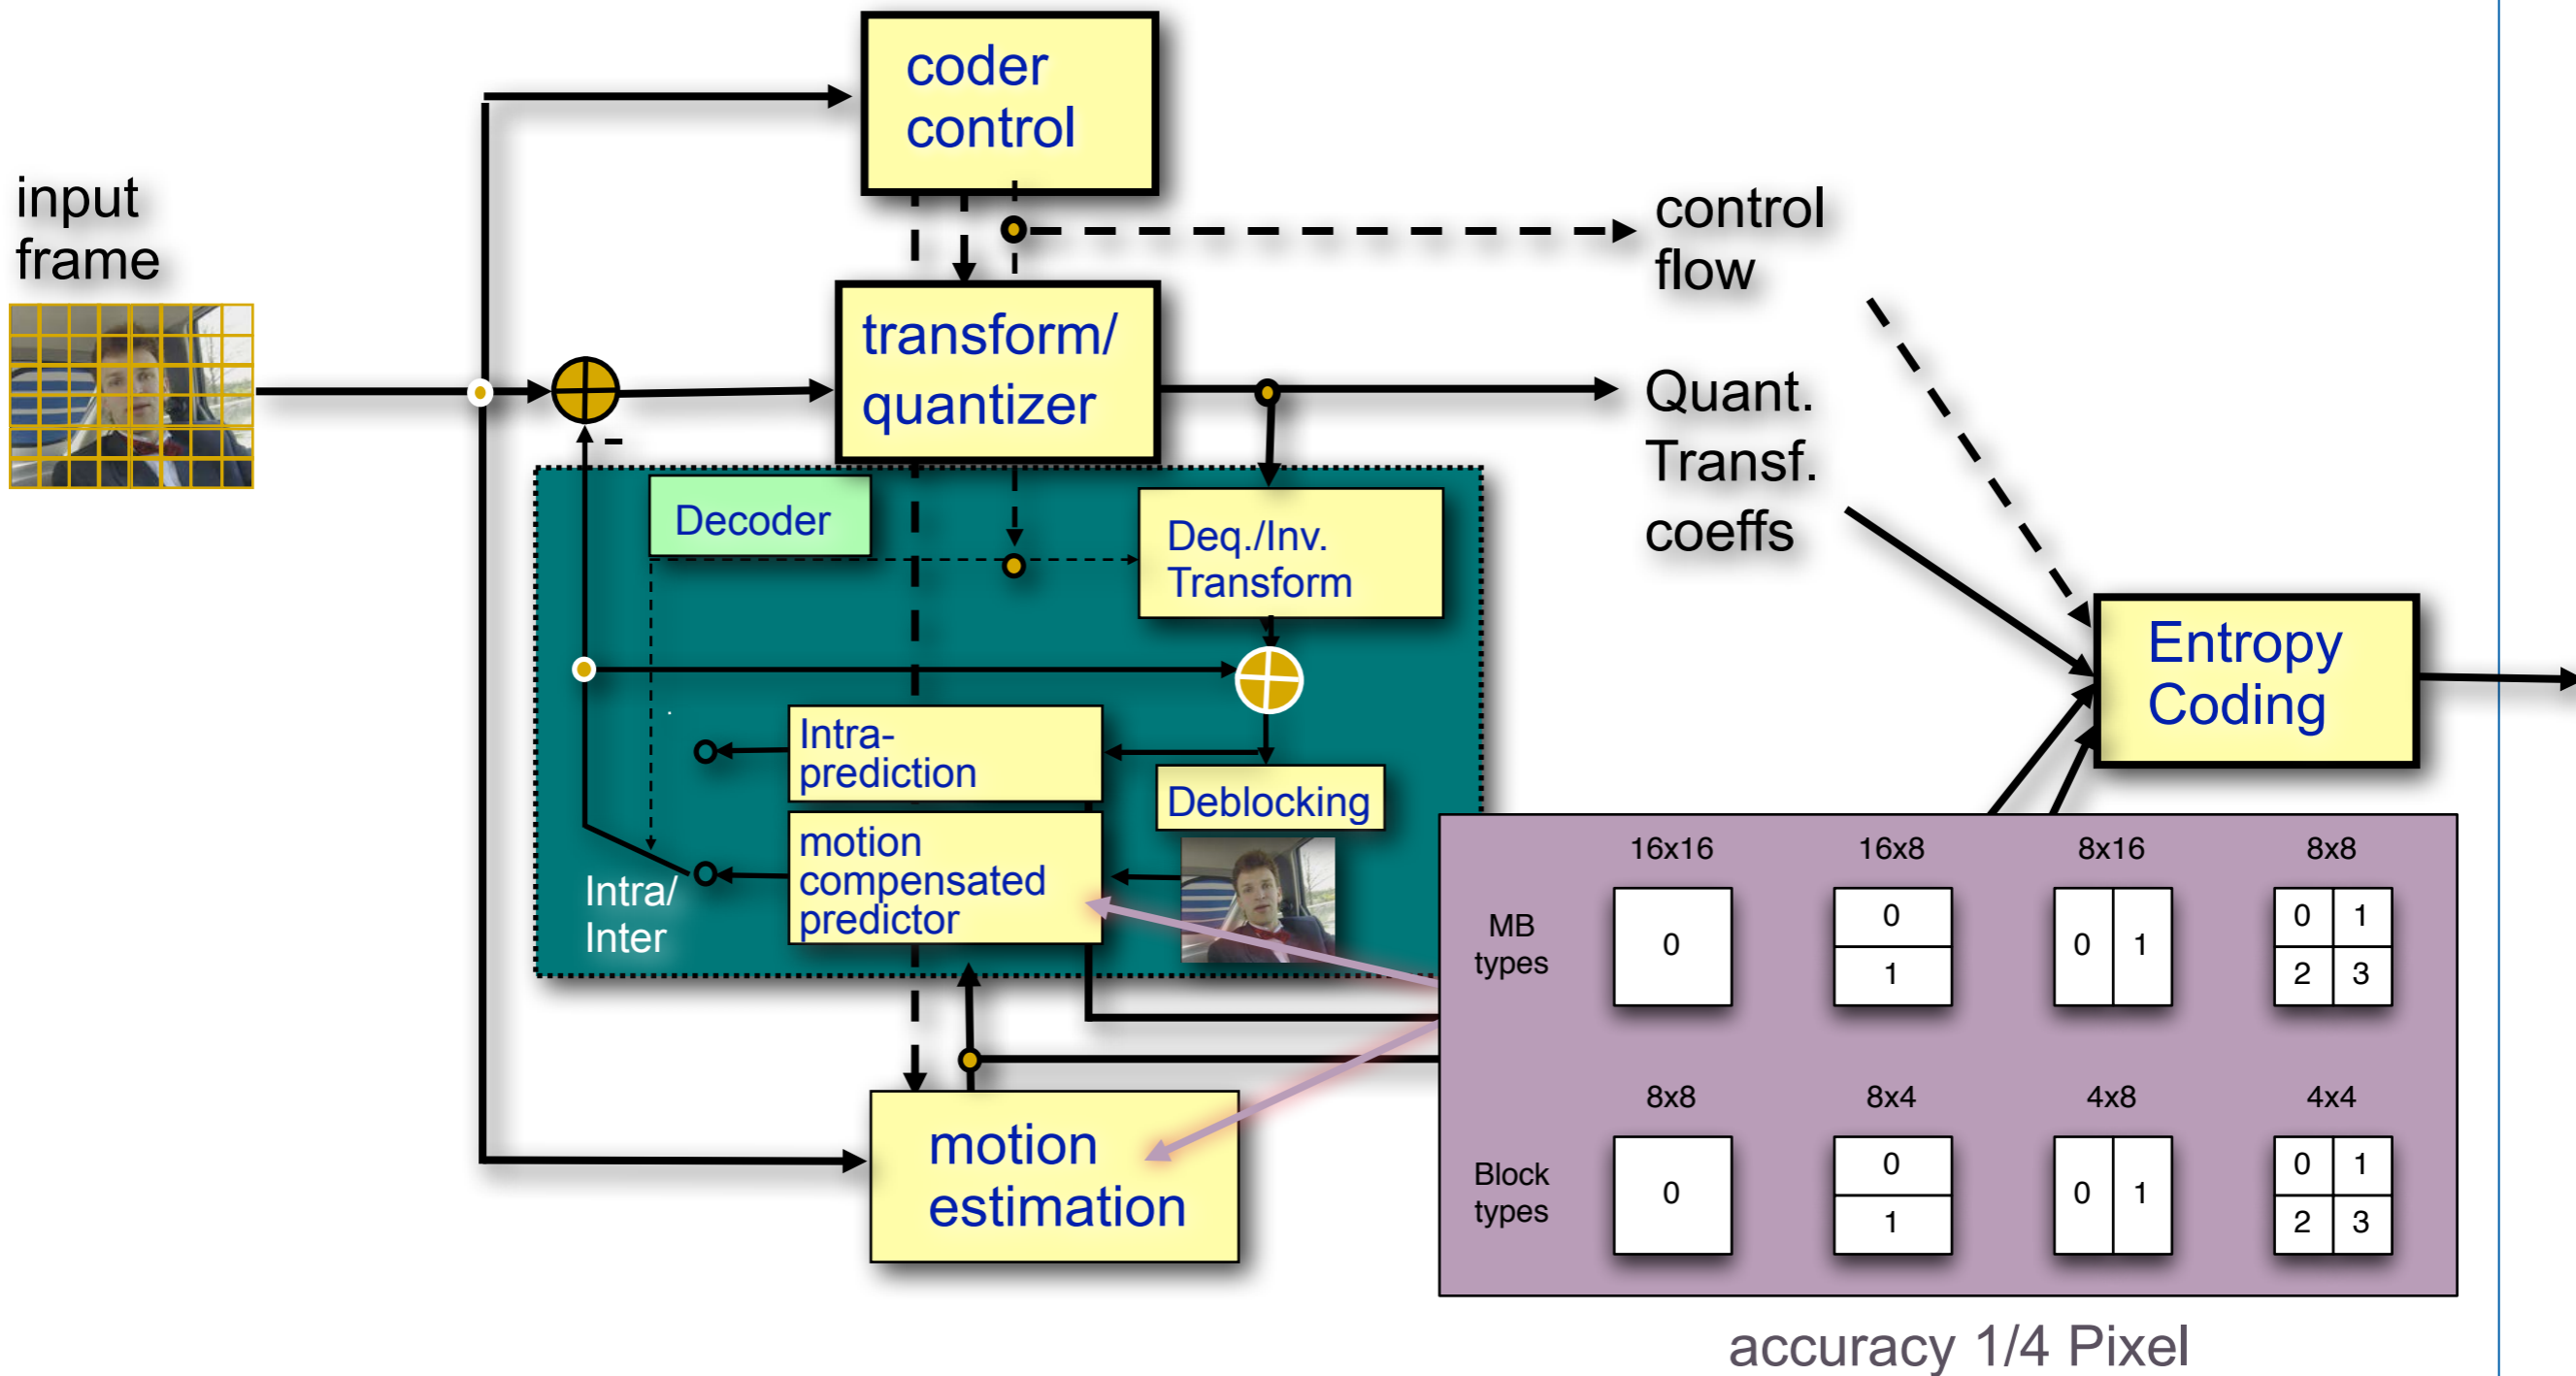 coder
control
input
frame
control
flow
transform/
quantizer
Quant.
Transf.
coeffs
-
Decoder
Deq./Inv.
Transform
Entropy
Coding
Intra-
prediction
Deblocking
motion
compensated
predictor
Intra/
Inter
16x16
16x8
8x16
8x8
MB
types
0
0
1
0 1
0 1
2 3
8x8
8x4
4x8
4x4
Block
types
0
0
1
0 1
0 1
2 3
motion
estimation
accuracy 1/4 Pixel